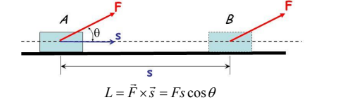 A F θ s B F
s
L = F⃗ × s⃗ = Fs cos θ